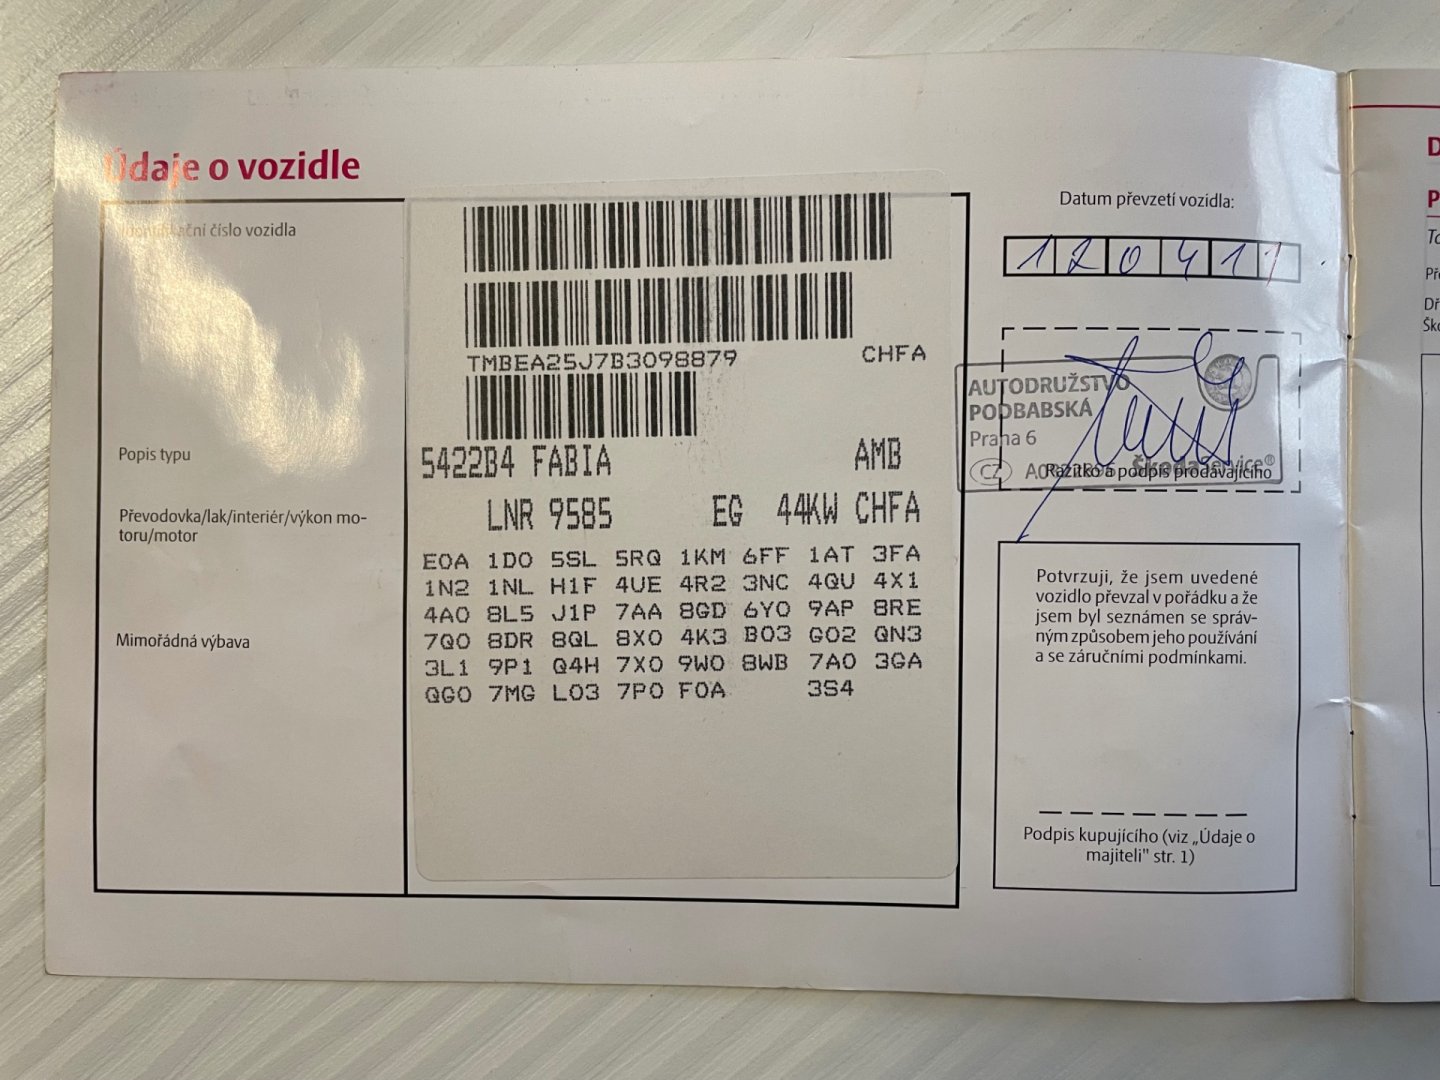 Údaje o vozidle
Identifikační číslo vozidla
TMBEA25J7B3098879 CHFA
Popis typu
5422B4 FABIA AMB
Převodovka/lak/interiér/výkon mo-
toru/motor
LNR 9585 EG 44KW CHFA
Mimořádná výbava
E0A 1D0 5SL 5RQ 1KM 6FF 1AT 3FA
1N2 1NL H1F 4UE 4R2 3NC 4QU 4X1
4A0 8L5 J1P 7AA 8GD 6Y0 9AP 8RE
7Q0 8DR 8QL 8X0 4K3 B03 G02 QN3
3L1 9P1 Q4H 7X0 9W0 8WB 7A0 3GA
QG0 7MG L03 7P0 F0A 3S4
Datum převzetí vozidla:
120411
AUTODRUŽSTVO
PODBABSKÁ
Praha 6
CZ
ŠkodaService®
Razítko a podpis prodávajícího
Potvrzuji, že jsem uvedené
vozidlo převzal v pořádku a že
jsem byl seznámen se správ-
ným způsobem jeho používání
a se záručními podmínkami.
Podpis kupujícího (viz „Údaje o
majiteli" str. 1)